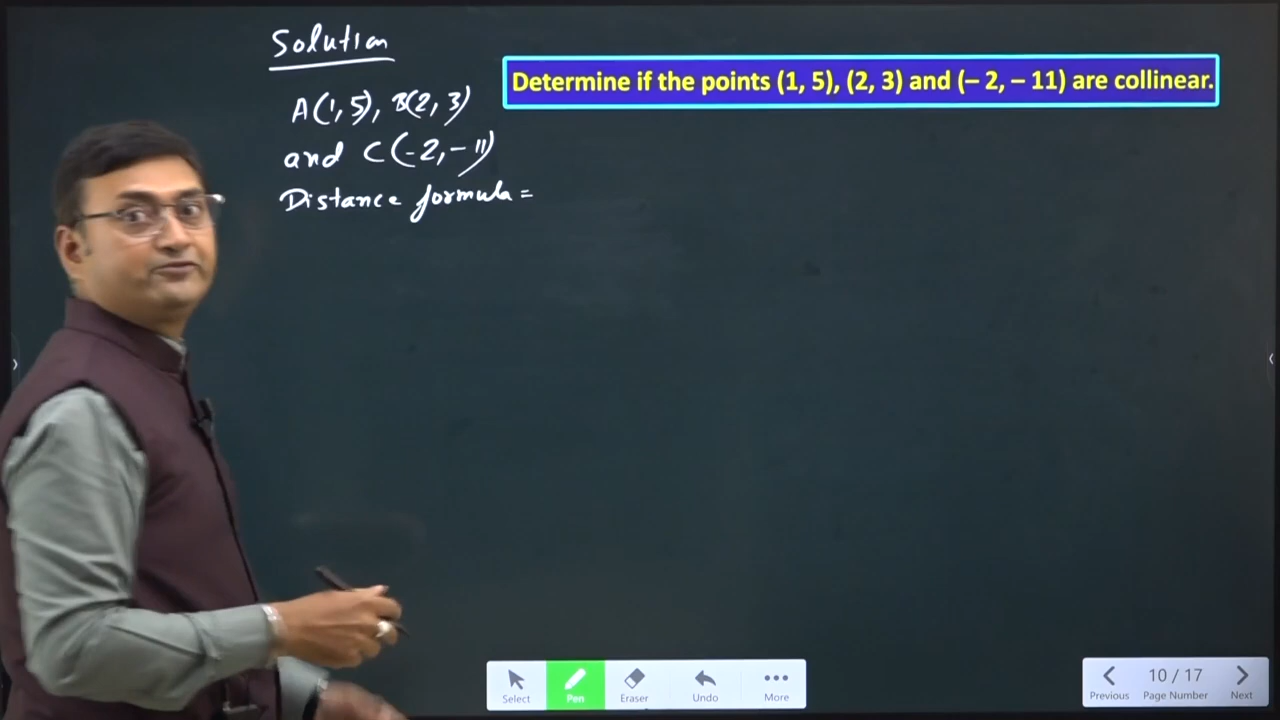 Solution
Determine if the points (1, 5), (2, 3) and (– 2, – 11) are collinear.
A(1,5), B(2, 3)
and C(-2,-11)
Distance formula =
Select
Pen
Eraser
Undo
More
Previous
10 / 17
Page Number
Next